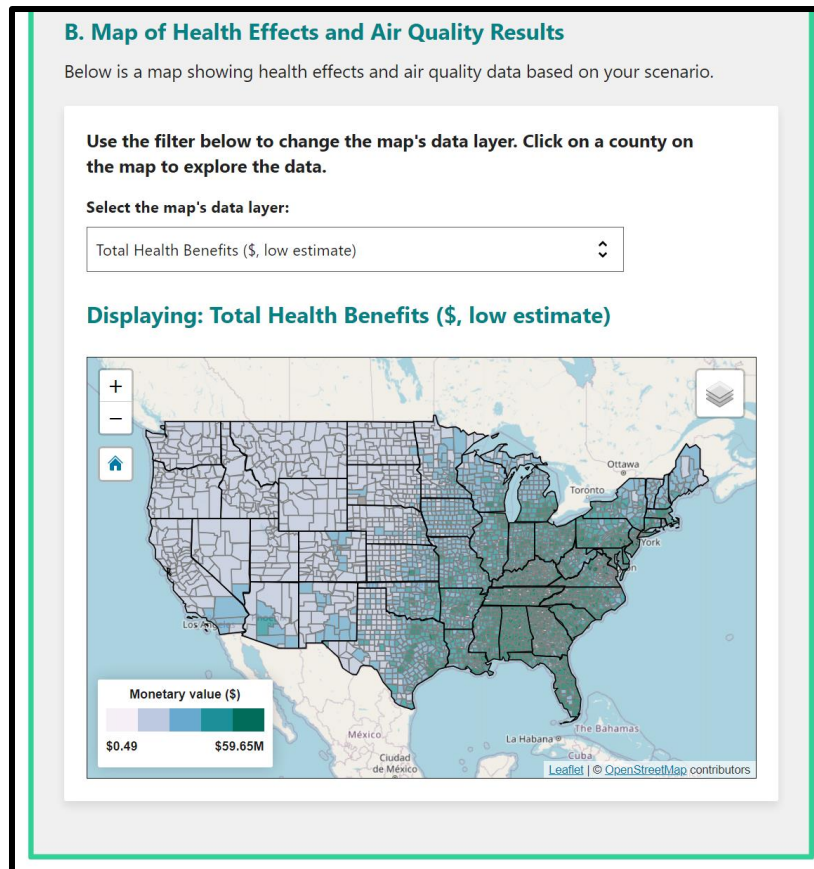 B. Map of Health Effects and Air Quality Results
Below is a map showing health effects and air quality data based on your scenario.
Use the filter below to change the map's data layer. Click on a county on
the map to explore the data.
Select the map's data layer:
Total Health Benefits ($, low estimate)
Displaying: Total Health Benefits ($, low estimate)
+
−
Ottawa
Toronto
York
Los
Monetary value ($)
$0.49 $59.65M
México
Ciudad
de México
La Habana
The Bahamas
Cuba
Leaflet | © OpenStreetMap contributors